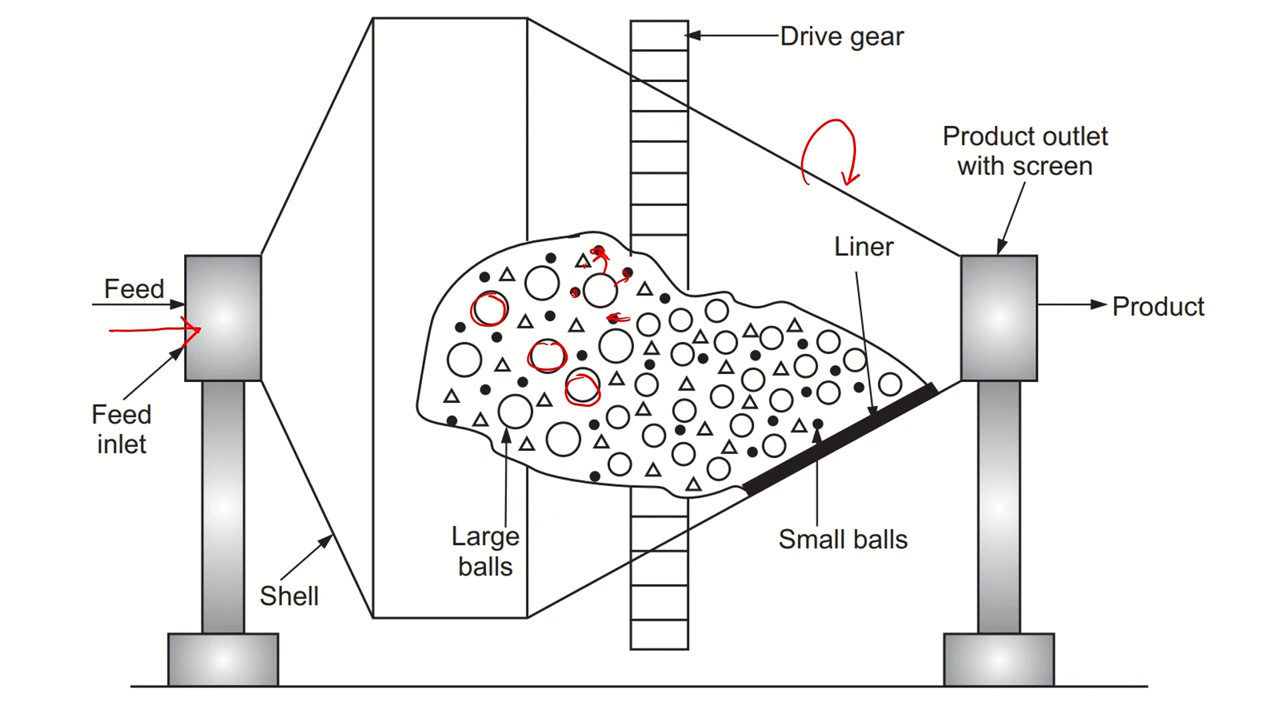 Drive gear
Product outlet
with screen
Liner
Feed
Product
Feed
inlet
Large
balls
Small balls
Shell